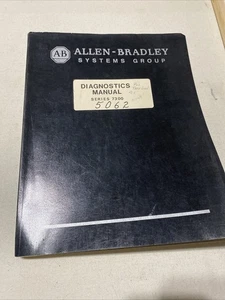 AB
ALLEN-BRADLEY
SYSTEMS GROUP
DIAGNOSTICS
MANUAL
SERIES 7300
5062